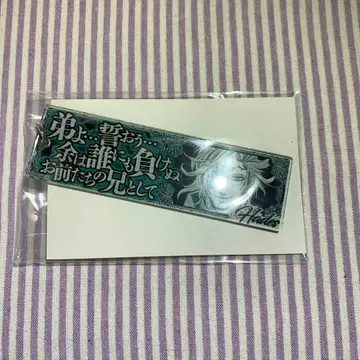 弟よ…誓おう…
余は誰にも負けぬ
お前たちの兄として
Hades